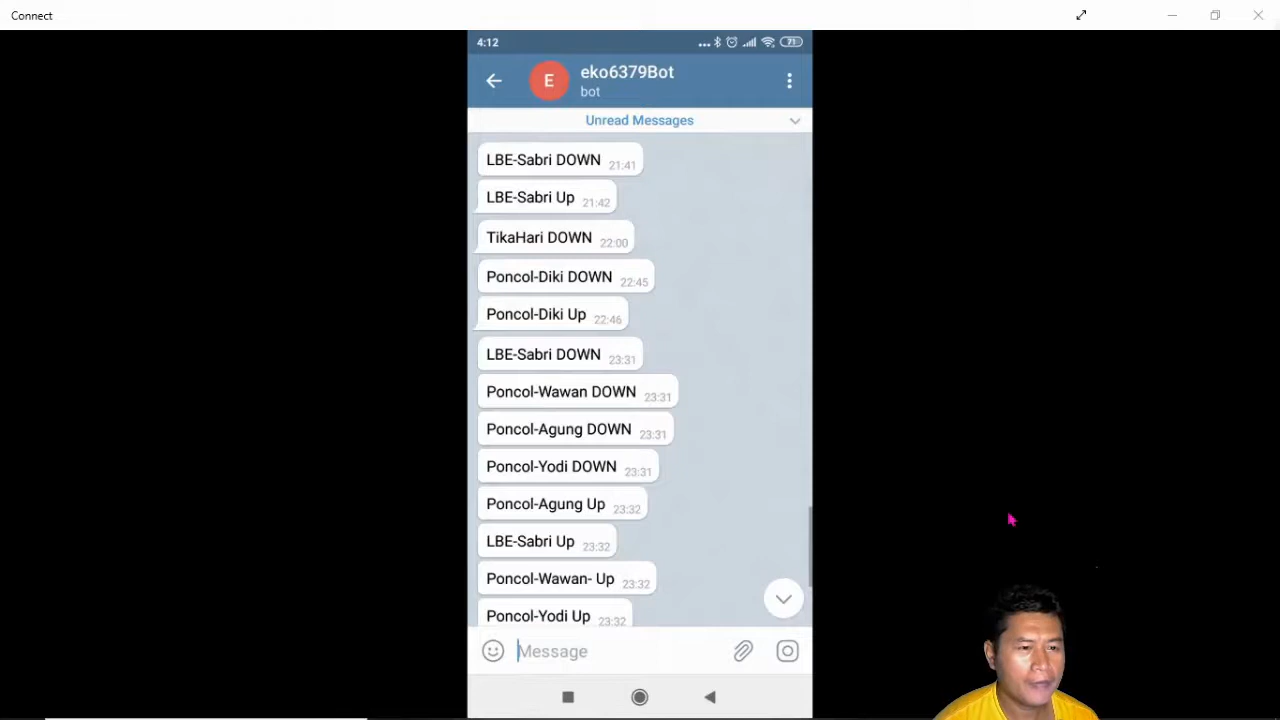 Connect
4:12
71
E
eko6379Bot
bot
Unread Messages
LBE-Sabri DOWN 21:41
LBE-Sabri Up 21:42
TikaHari DOWN 22:00
Poncol-Diki DOWN 22:45
Poncol-Diki Up 22:46
LBE-Sabri DOWN 23:31
Poncol-Wawan DOWN 23:31
Poncol-Agung DOWN 23:31
Poncol-Yodi DOWN 23:31
Poncol-Agung Up 23:32
LBE-Sabri Up 23:32
Poncol-Wawan- Up 23:32
Poncol-Yodi Up 23:32
Message